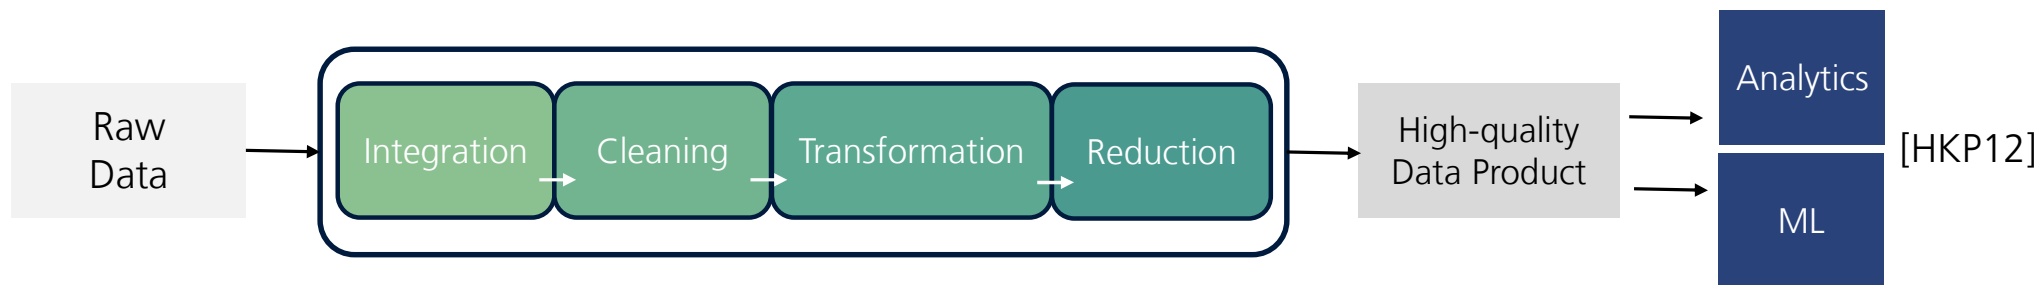 Raw
Data
Integration
Cleaning
Transformation
Reduction
High-quality
Data Product
Analytics
ML
[HKP12]